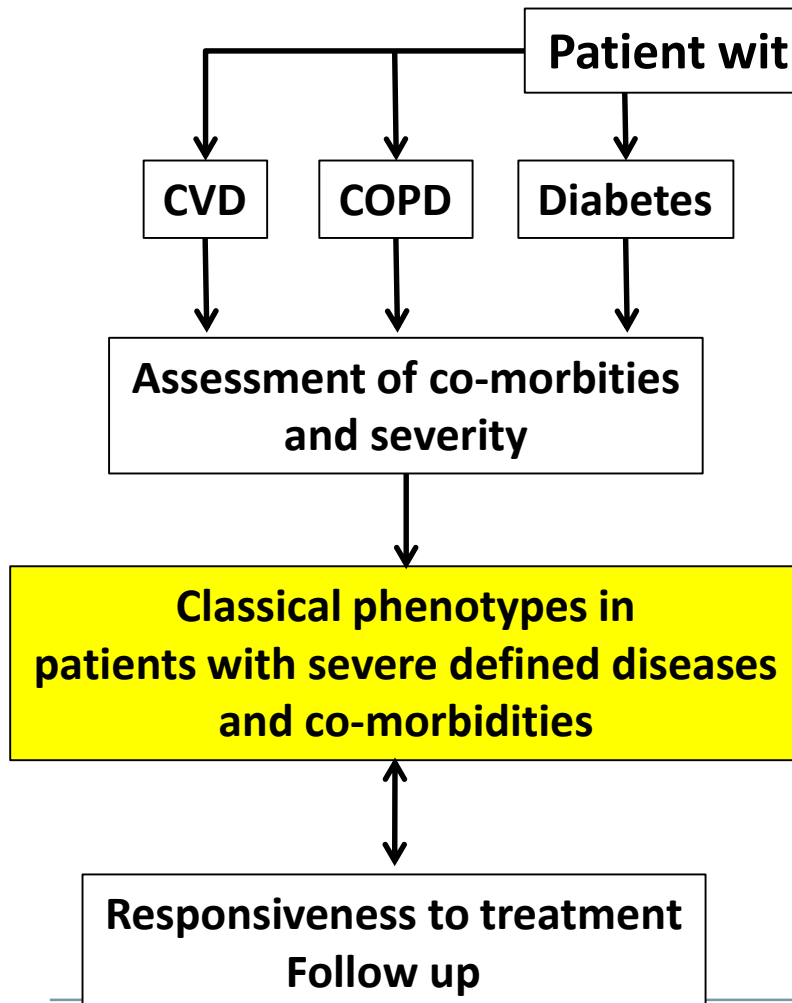 Patient wit
CVD
COPD
Diabetes
Assessment of co-morbities
and severity
Classical phenotypes in
patients with severe defined diseases
and co-morbidities
Responsiveness to treatment
Follow up